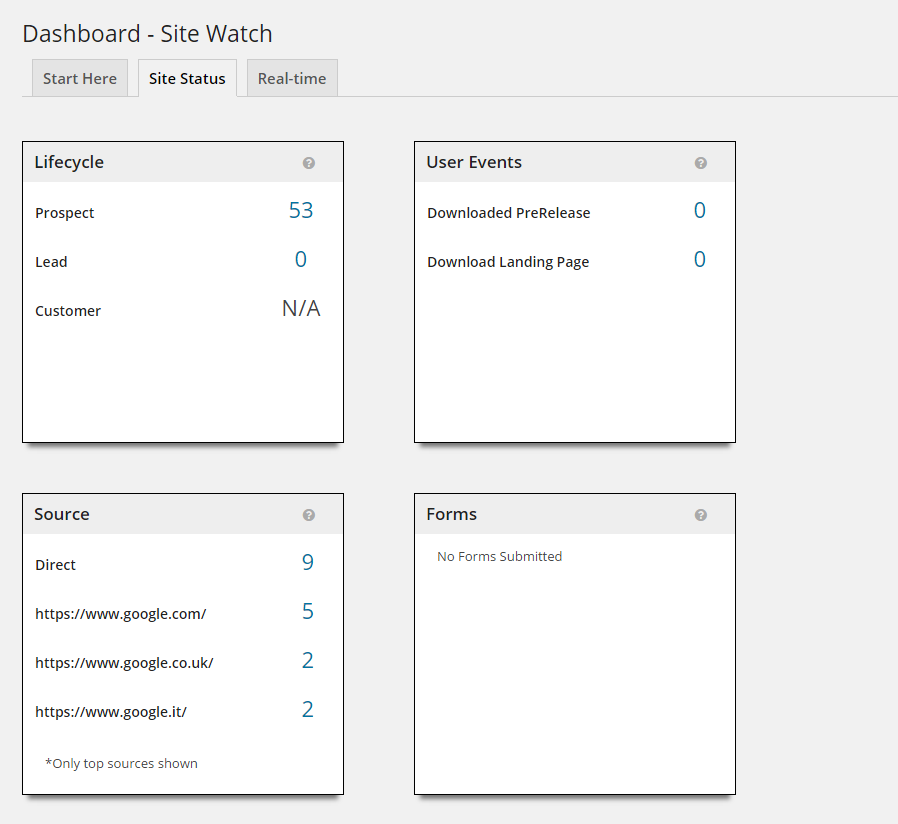 Dashboard - Site Watch
Start Here Site Status Real-time
Lifecycle ?
Prospect 53
Lead 0
Customer N/A
User Events ?
Downloaded PreRelease 0
Download Landing Page 0
Source ?
Direct 9
https://www.google.com/ 5
https://www.google.co.uk/ 2
https://www.google.it/ 2
*Only top sources shown
Forms ?
No Forms Submitted